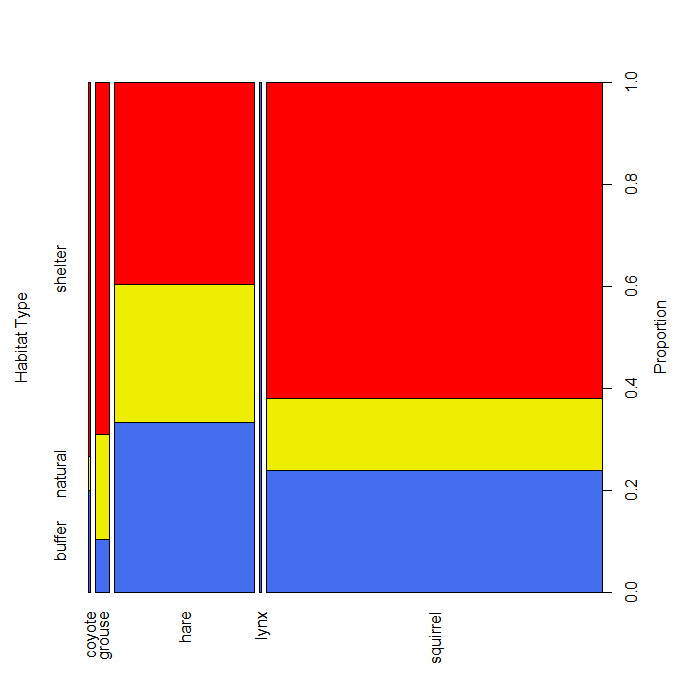 Habitat Type
shelter
natural
buffer
coyote
grouse
hare
lynx
squirrel
1.0
0.8
0.6
0.4
0.2
0.0
Proportion